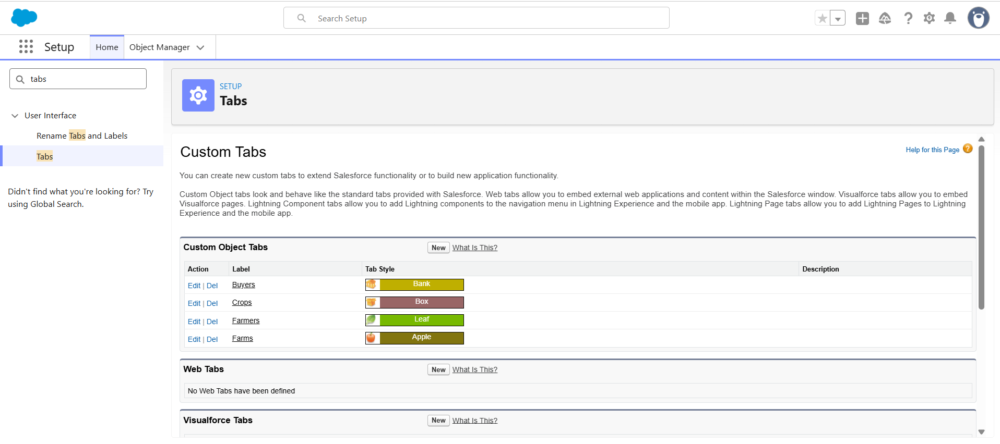 Search Setup
Setup
Home
Object Manager
tabs
User Interface
Rename Tabs and Labels
Tabs
Didn't find what you're looking for? Try
using Global Search.
SETUP
Tabs
Custom Tabs
Help for this Page
You can create new custom tabs to extend Salesforce functionality or to build new application functionality.
Custom Object tabs look and behave like the standard tabs provided with Salesforce. Web tabs allow you to embed external web applications and content within the Salesforce window. Visualforce tabs allow you to embed
Visualforce pages. Lightning Component tabs allow you to add Lightning components to the navigation menu in Lightning Experience and the mobile app. Lightning Page tabs allow you to add Lightning Pages to Lightning
Experience and the mobile app.
Custom Object Tabs New What Is This?
Action Label Tab Style Description
Edit | Del Buyers Bank
Edit | Del Crops Box
Edit | Del Farmers Leaf
Edit | Del Farms Apple
Web Tabs New What Is This?
No Web Tabs have been defined
Visualforce Tabs New What Is This?